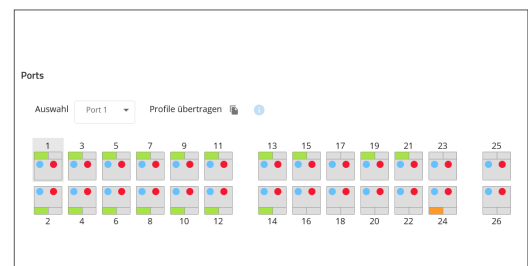 Ports
Auswahl Port 1 Profile übertragen
1 3 5 7 9 11 13 15 17 19 21 23 25
2 4 6 8 10 12 14 16 18 20 22 24 26